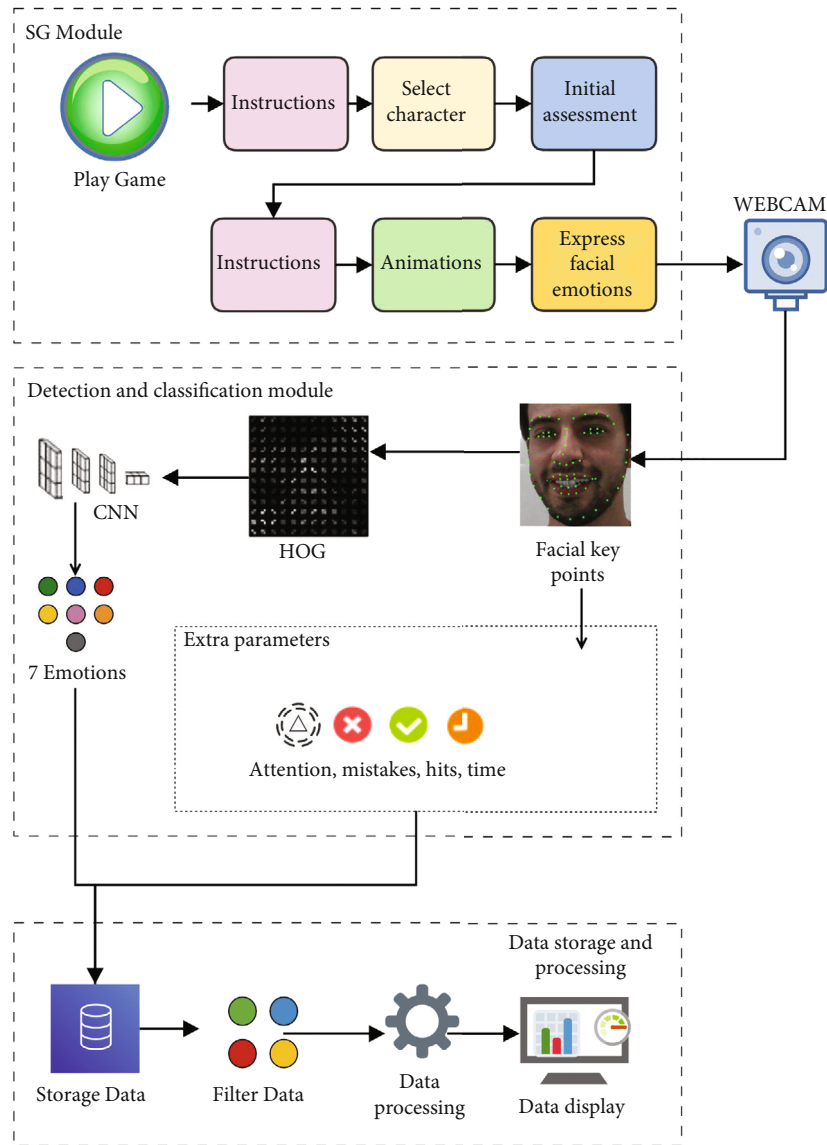 SG Module
Play Game
Instructions
Select
character
Initial
assessment
Instructions
Animations
Express
facial
emotions
WEBCAM
Detection and classification module
CNN
HOG
Facial key
points
7 Emotions
Extra parameters
Attention, mistakes, hits, time
Data storage and
processing
Storage Data
Filter Data
Data
processing
Data display